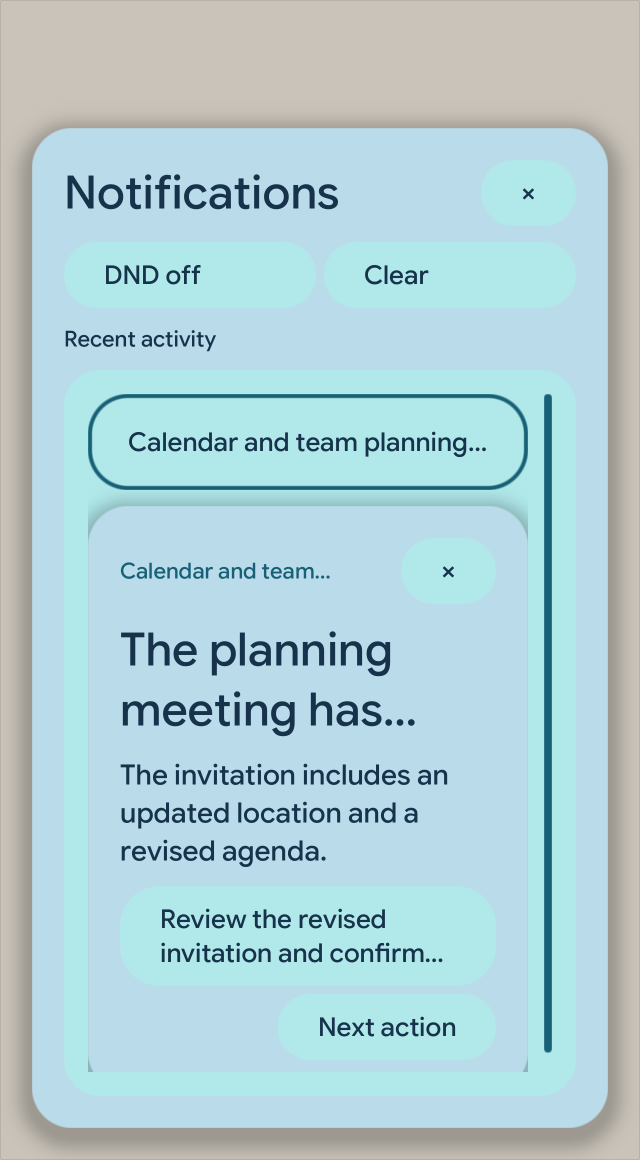 Notifications
×
DND off
Clear
Recent activity
Calendar and team planning...
Calendar and team...
×
The planning
meeting has...
The invitation includes an
updated location and a
revised agenda.
Review the revised
invitation and confirm...
Next action